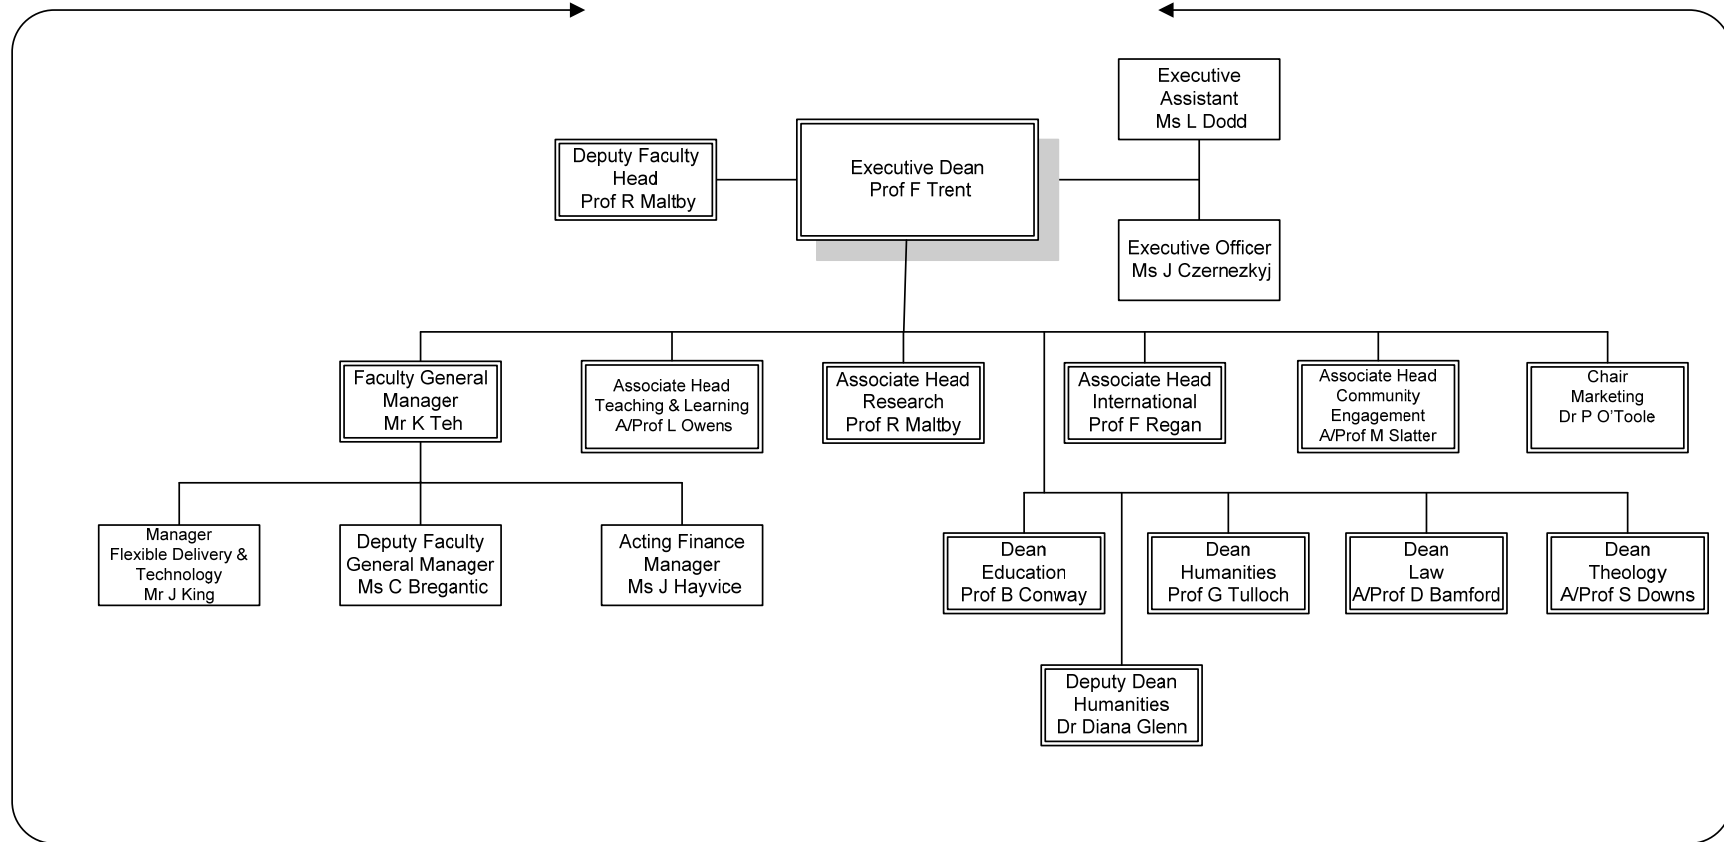 Executive
Assistant
Ms L Dodd
Deputy Faculty
Head
Prof R Maltby
Executive Dean
Prof F Trent
Executive Officer
Ms J Czernezkyj
Faculty General
Manager
Mr K Teh
Associate Head
Teaching & Learning
A/Prof L Owens
Associate Head
Research
Prof R Maltby
Associate Head
International
Prof F Regan
Associate Head
Community
Engagement
A/Prof M Slatter
Chair
Marketing
Dr P O'Toole
Manager
Flexible Delivery &
Technology
Mr J King
Deputy Faculty
General Manager
Ms C Bregantic
Acting Finance
Manager
Ms J Hayvice
Dean
Education
Prof B Conway
Dean
Humanities
Prof G Tulloch
Dean
Law
A/Prof D Bamford
Dean
Theology
A/Prof S Downs
Deputy Dean
Humanities
Dr Diana Glenn